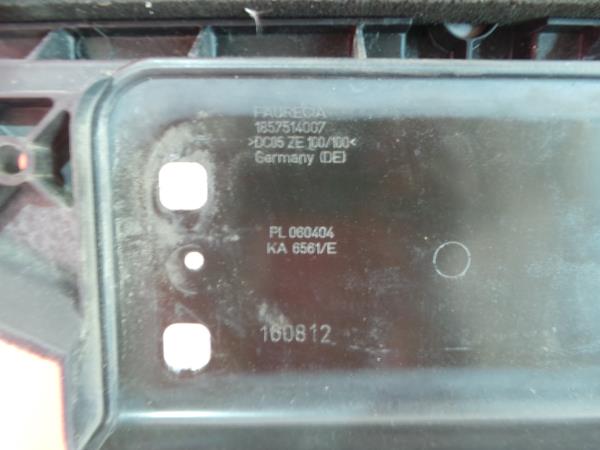 FAURECIA
1857514007
>DC05 ZE 100/100<
Germany (DE)
PL 060404
KA 6561/E
160812